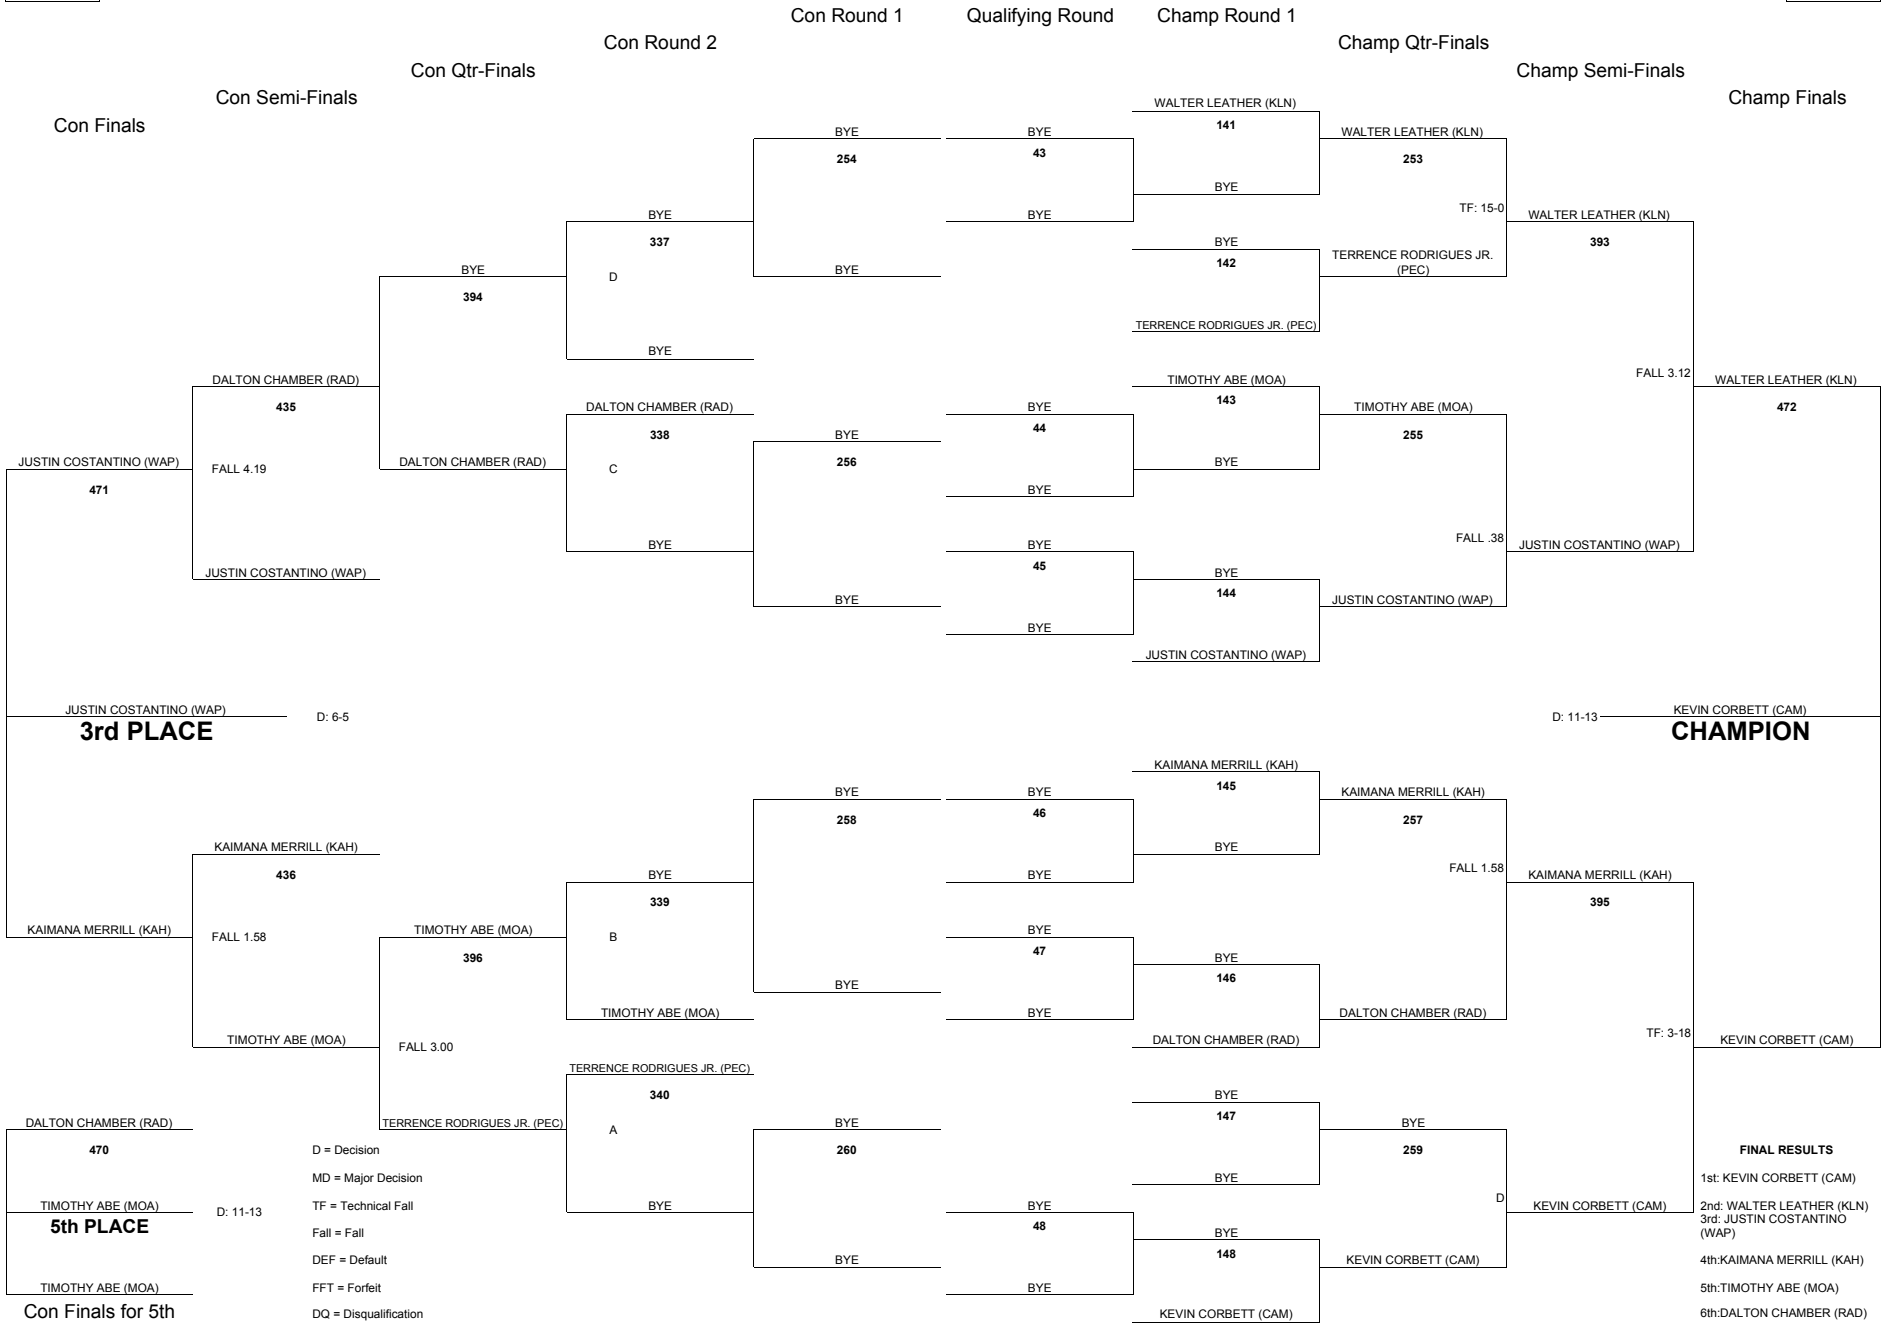 Con Round 1
Qualifying Round
Champ Round 1
Con Round 2
Champ Qtr-Finals
Con Qtr-Finals
Champ Semi-Finals
Con Semi-Finals
Champ Finals
Con Finals
WALTER LEATHER (KLN)
141
BYE
BYE
WALTER LEATHER (KLN)
254
43
253
BYE
BYE
BYE
TF: 15-0
WALTER LEATHER (KLN)
337
BYE
393
142
BYE
D
BYE
TERRENCE RODRIGUES JR.
(PEC)
394
TERRENCE RODRIGUES JR. (PEC)
BYE
FALL 3.12
DALTON CHAMBER (RAD)
TIMOTHY ABE (MOA)
WALTER LEATHER (KLN)
435
143
472
DALTON CHAMBER (RAD)
BYE
TIMOTHY ABE (MOA)
338
BYE
44
255
JUSTIN COSTANTINO (WAP)
FALL 4.19
DALTON CHAMBER (RAD)
C
256
BYE
471
BYE
FALL .38
BYE
BYE
JUSTIN COSTANTINO (WAP)
45
JUSTIN COSTANTINO (WAP)
BYE
144
BYE
JUSTIN COSTANTINO (WAP)
BYE
JUSTIN COSTANTINO (WAP)
JUSTIN COSTANTINO (WAP)
D: 6-5
D: 11-13
KEVIN CORBETT (CAM)
3rd PLACE
CHAMPION
KAIMANA MERRILL (KAH)
145
BYE
BYE
KAIMANA MERRILL (KAH)
258
46
257
KAIMANA MERRILL (KAH)
BYE
436
BYE
BYE
FALL 1.58
KAIMANA MERRILL (KAH)
339
395
KAIMANA MERRILL (KAH)
FALL 1.58
TIMOTHY ABE (MOA)
B
BYE
396
47
BYE
146
BYE
TIMOTHY ABE (MOA)
BYE
DALTON CHAMBER (RAD)
TIMOTHY ABE (MOA)
FALL 3.00
DALTON CHAMBER (RAD)
TF: 3-18
KEVIN CORBETT (CAM)
TERRENCE RODRIGUES JR. (PEC)
340
BYE
147
DALTON CHAMBER (RAD)
TERRENCE RODRIGUES JR. (PEC)
A
BYE
BYE
470
D = Decision
260
259
FINAL RESULTS
MD = Major Decision
BYE
1st: KEVIN CORBETT (CAM)
TIMOTHY ABE (MOA)
D: 11-13
TF = Technical Fall
BYE
BYE
D
KEVIN CORBETT (CAM)
2nd: WALTER LEATHER (KLN)
5th PLACE
48
3rd: JUSTIN COSTANTINO
(WAP)
Fall = Fall
BYE
148
DEF = Default
BYE
KEVIN CORBETT (CAM)
4th:KAIMANA MERRILL (KAH)
TIMOTHY ABE (MOA)
FFT = Forfeit
BYE
5th:TIMOTHY ABE (MOA)
Con Finals for 5th
DQ = Disqualification
KEVIN CORBETT (CAM)
6th:DALTON CHAMBER (RAD)